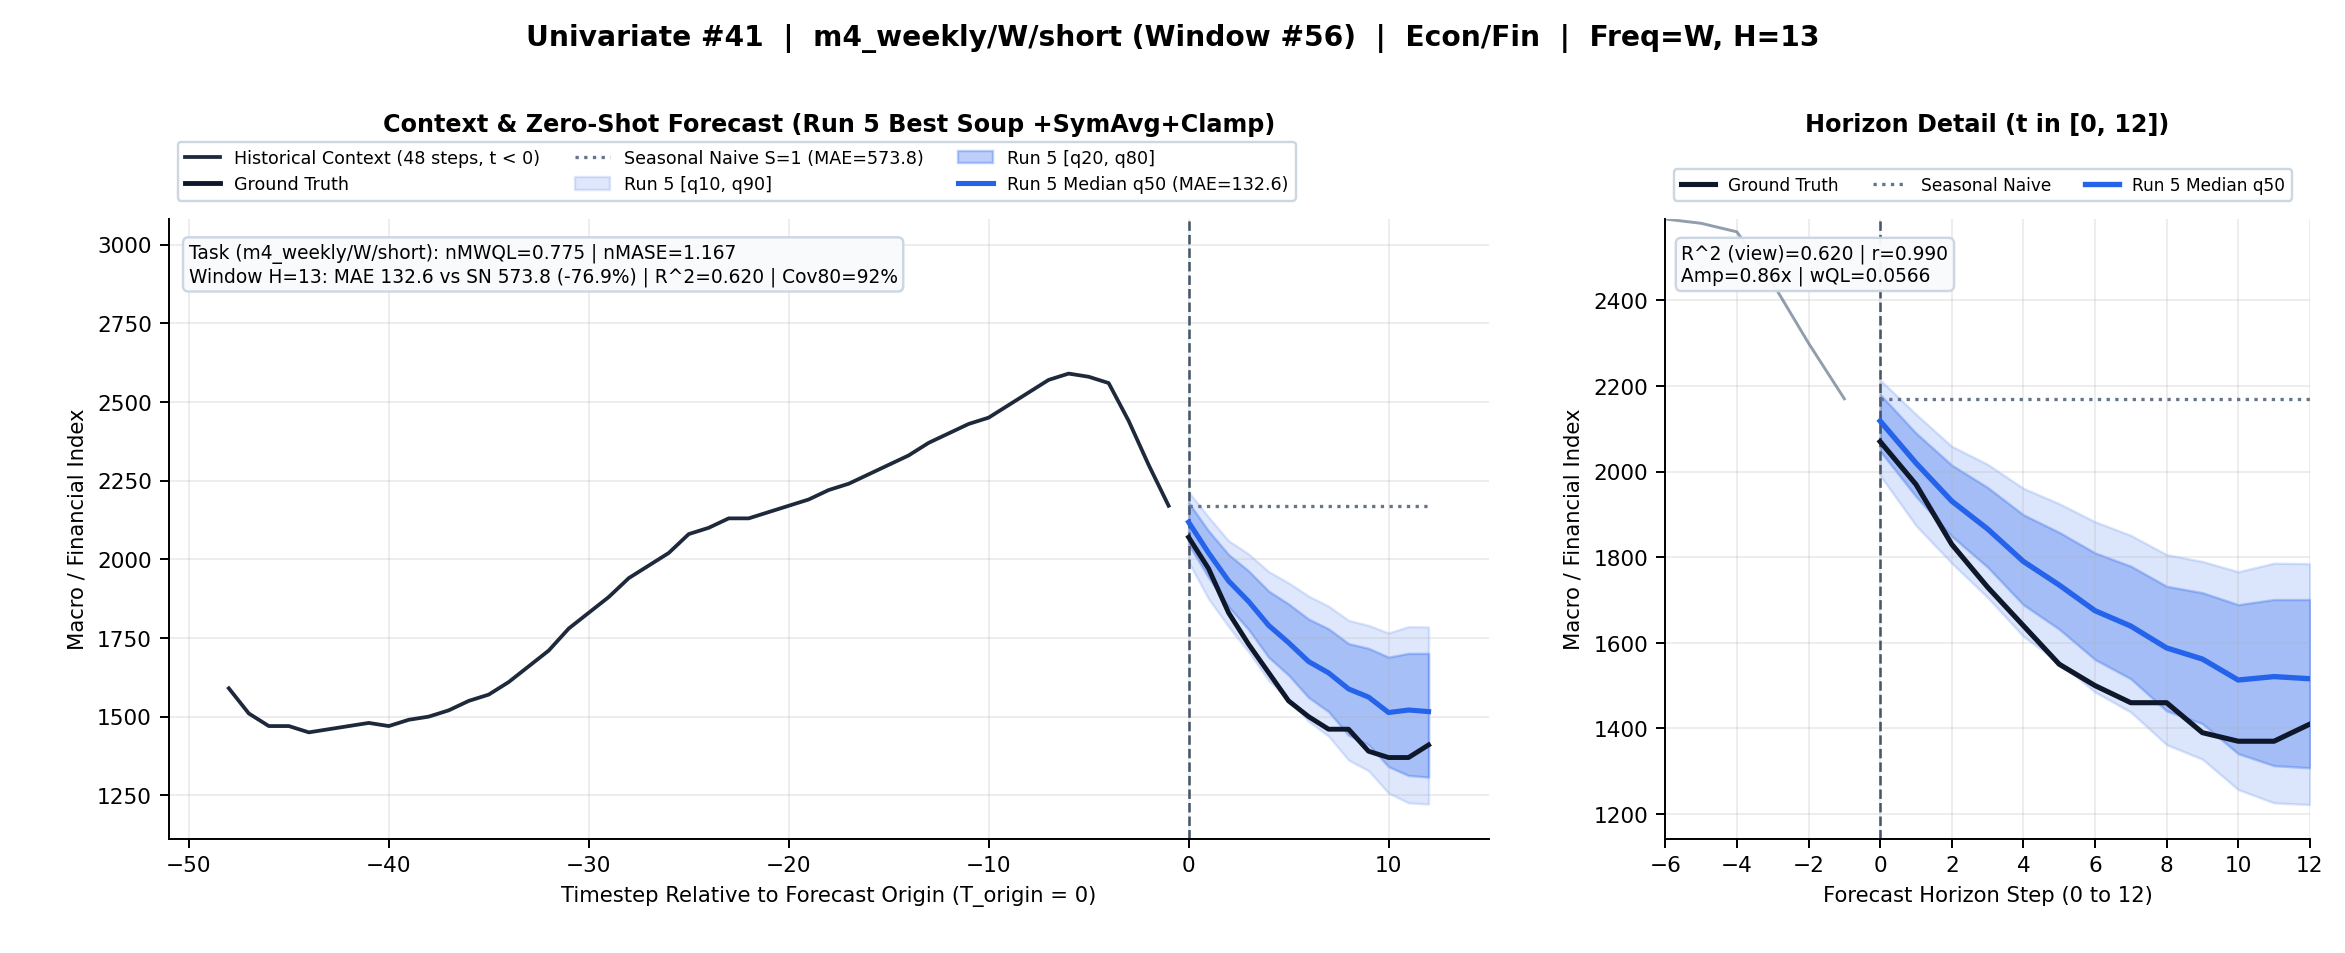 Univariate #41 | m4_weekly/W/short (Window #56) | Econ/Fin | Freq=W, H=13
Context & Zero-Shot Forecast (Run 5 Best Soup +SymAvg+Clamp)
Historical Context (48 steps, t < 0)
Ground Truth
Seasonal Naive S=1 (MAE=573.8)
Run 5 [q10, q90]
Run 5 [q20, q80]
Run 5 Median q50 (MAE=132.6)
Task (m4_weekly/W/short): nMWQL=0.775 | nMASE=1.167
Window H=13: MAE 132.6 vs SN 573.8 (-76.9%) | R^2=0.620 | Cov80=92%
Macro / Financial Index
3000
2750
2500
2250
2000
1750
1500
1250
−50 −40 −30 −20 −10 0 10
Timestep Relative to Forecast Origin (T_origin = 0)
Horizon Detail (t in [0, 12])
Ground Truth Seasonal Naive Run 5 Median q50
R^2 (view)=0.620 | r=0.990
Amp=0.86x | wQL=0.0566
Macro / Financial Index
2400
2200
2000
1800
1600
1400
1200
−6 −4 −2 0 2 4 6 8 10 12
Forecast Horizon Step (0 to 12)